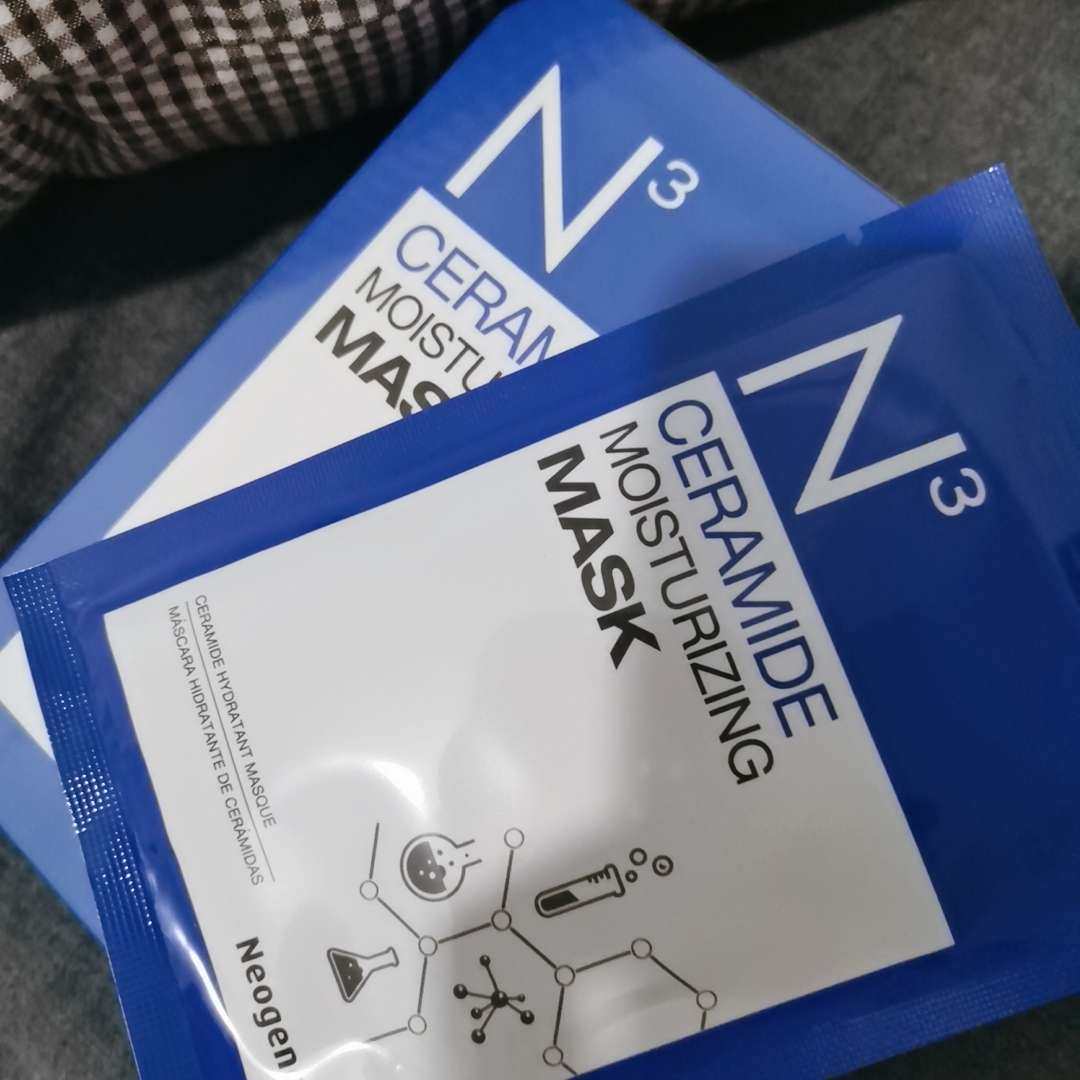 N³
CERAM
MOISTU
MAS
N³
CERAMIDE
MOISTURIZING
MASK
CERAMIDE HYDRATANT MASQUE
MÁSCARA HIDRATANTE DE CERÁMIDAS
Neogen